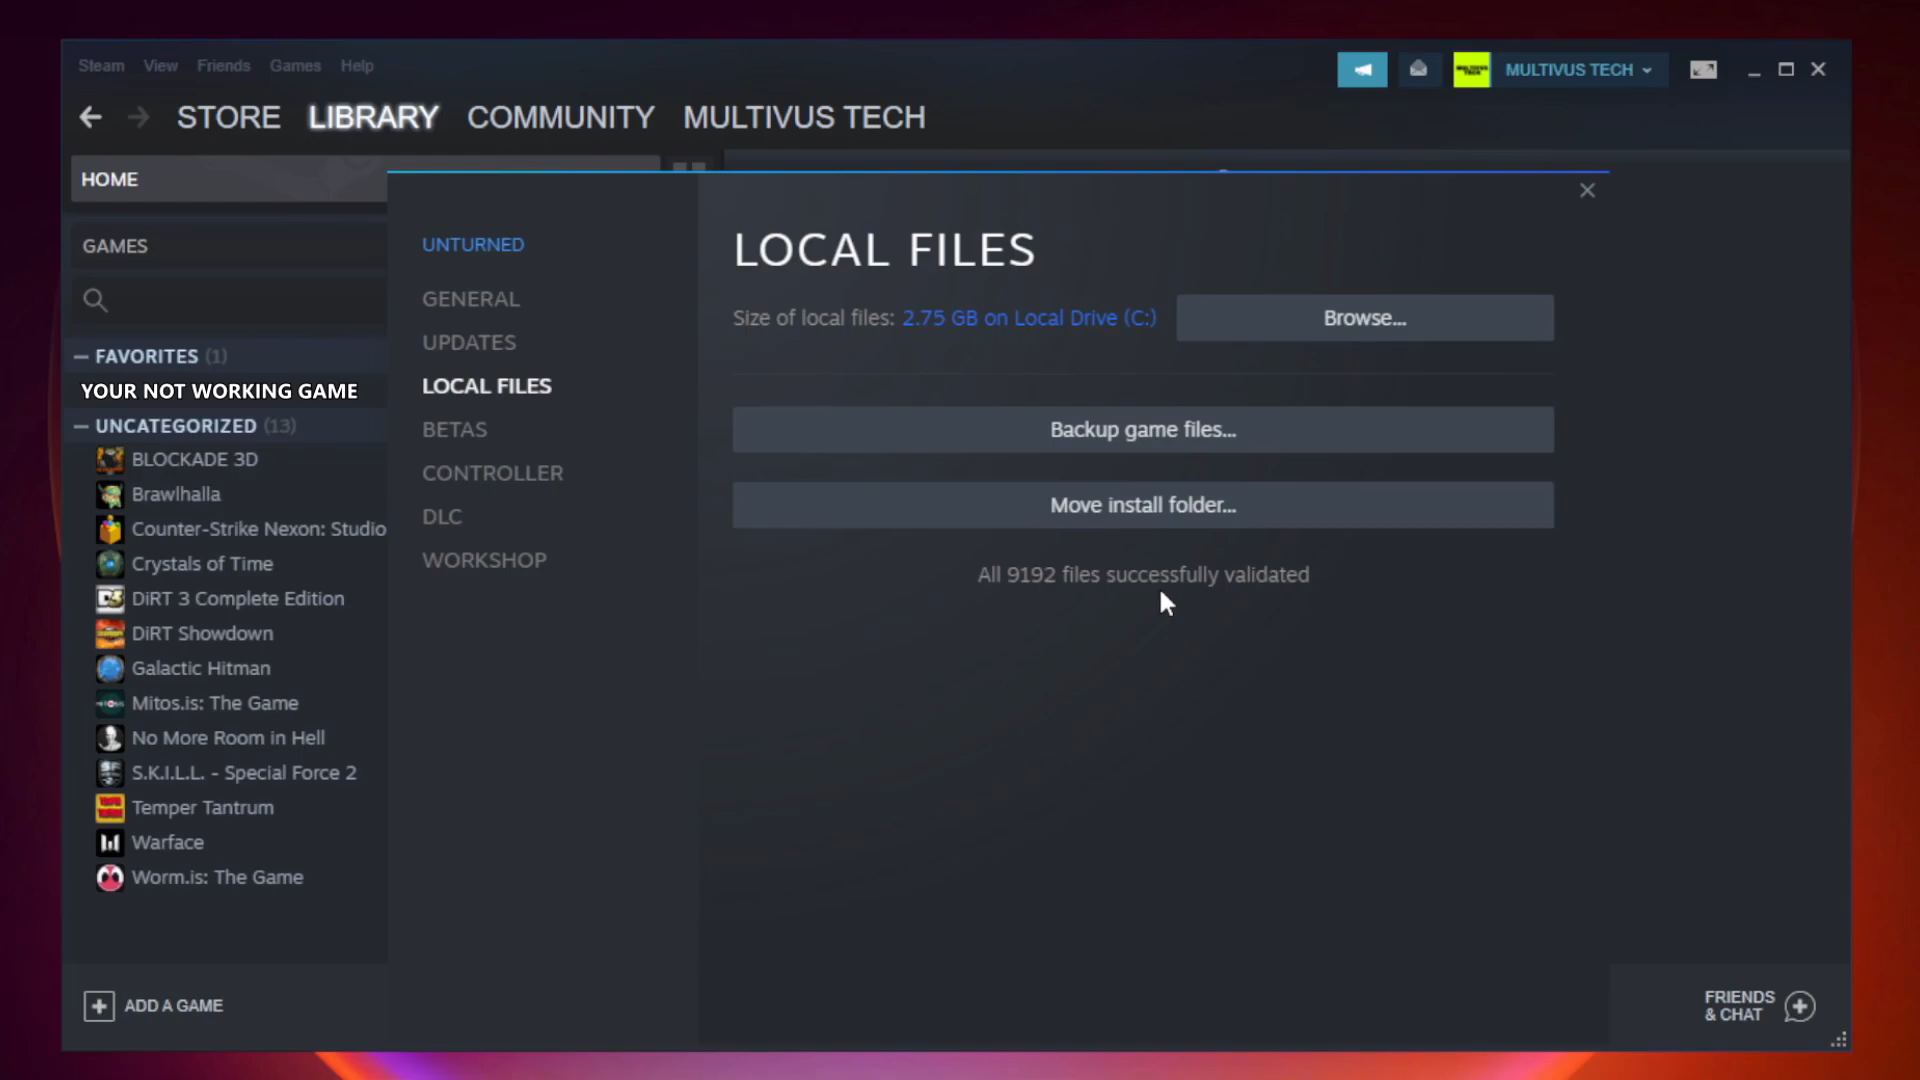 Steam View Friends Games Help
MULTIVUS TECH
STORE LIBRARY COMMUNITY MULTIVUS TECH
HOME
GAMES
— FAVORITES (1)
YOUR NOT WORKING GAME
— UNCATEGORIZED (13)
BLOCKADE 3D
Brawlhalla
Counter-Strike Nexon: Studio
Crystals of Time
DiRT 3 Complete Edition
DiRT Showdown
Galactic Hitman
Mitos.is: The Game
No More Room in Hell
S.K.I.L.L. - Special Force 2
Temper Tantrum
Warface
Worm.is: The Game
ADD A GAME
UNTURNED
GENERAL
UPDATES
LOCAL FILES
BETAS
CONTROLLER
DLC
WORKSHOP
LOCAL FILES
Size of local files: 2.75 GB on Local Drive (C:) Browse...
Backup game files...
Move install folder...
All 9192 files successfully validated
FRIENDS
& CHAT